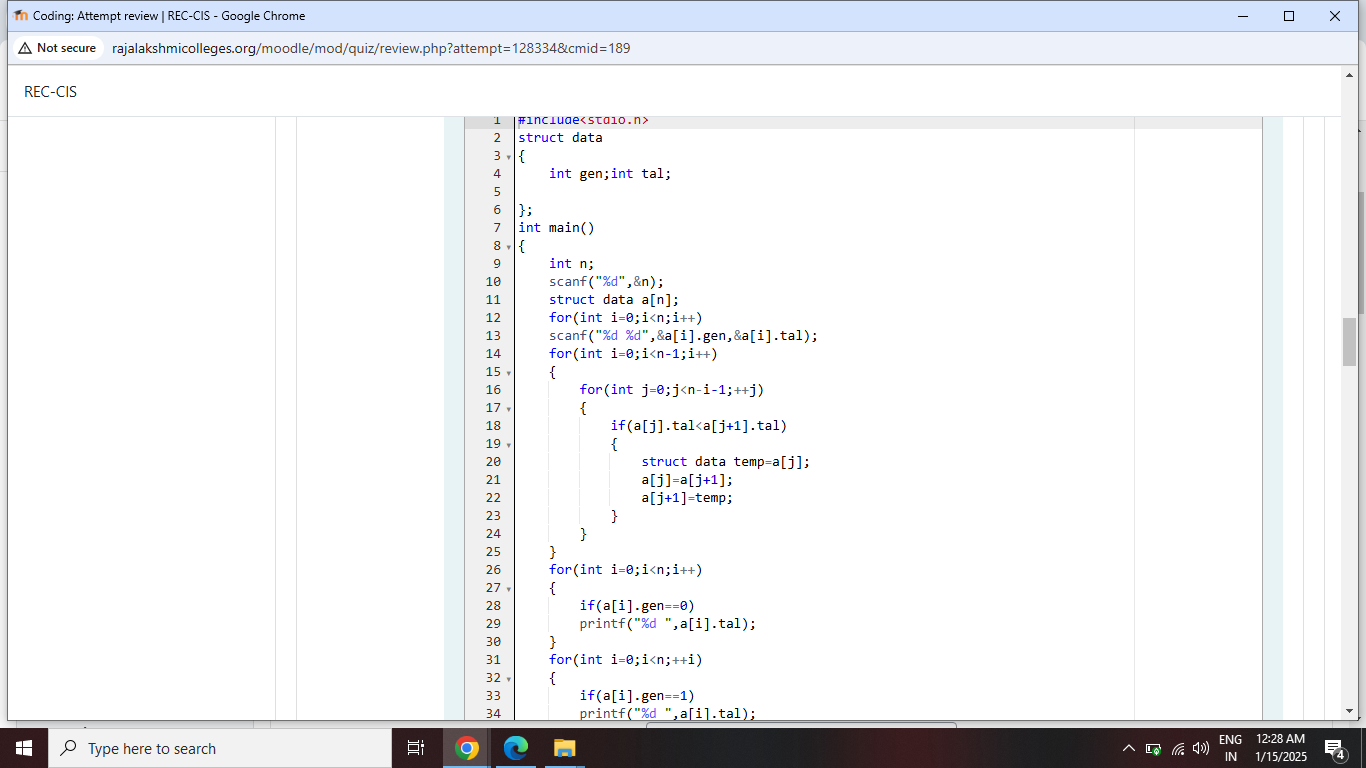 Coding: Attempt review | REC-CIS - Google Chrome
Not secure rajalakshmicolleges.org/moodle/mod/quiz/review.php?attempt=128334&cmid=189
REC-CIS
1 #include<stdio.h>
2 struct data
3 {
4 int gen;int tal;
5
6 };
7 int main()
8 {
9 int n;
10 scanf("%d",&n);
11 struct data a[n];
12 for(int i=0;i<n;i++)
13 scanf("%d %d",&a[i].gen,&a[i].tal);
14 for(int i=0;i<n-1;i++)
15 {
16 for(int j=0;j<n-i-1;++j)
17 {
18 if(a[j].tal<a[j+1].tal)
19 {
20 struct data temp=a[j];
21 a[j]=a[j+1];
22 a[j+1]=temp;
23 }
24 }
25 }
26 for(int i=0;i<n;i++)
27 {
28 if(a[i].gen==0)
29 printf("%d ",a[i].tal);
30 }
31 for(int i=0;i<n;++i)
32 {
33 if(a[i].gen==1)
34 printf("%d ",a[i].tal);
Type here to search
ENG 12:28 AM
IN 1/15/2025
4